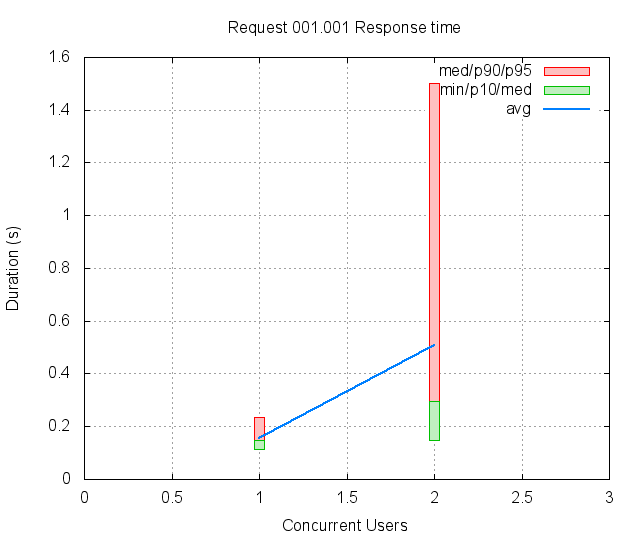 Request 001.001 Response time
1.6
1.4
1.2
1
0.8
0.6
0.4
0.2
0
med/p90/p95
min/p10/med
avg
Duration (s)
0 0.5 1 1.5 2 2.5 3
Concurrent Users